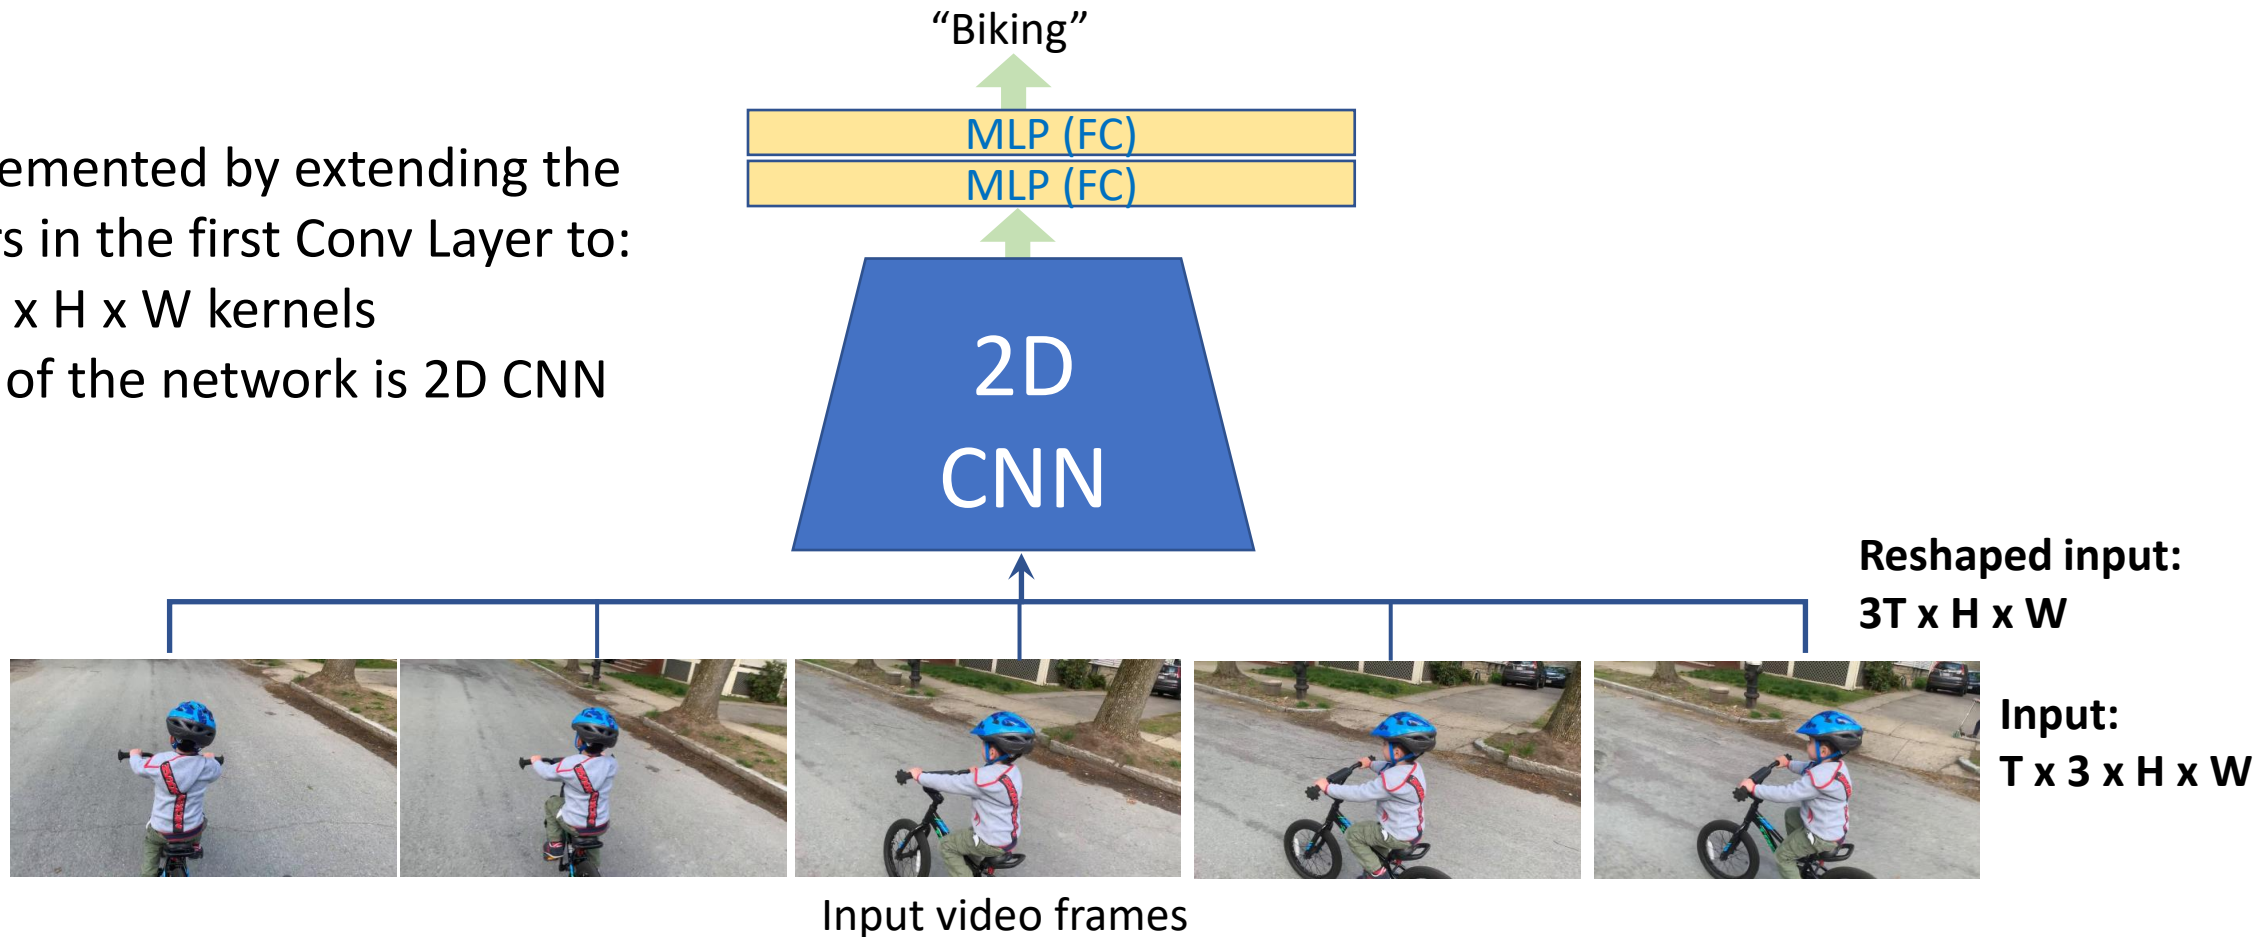 “Biking”
MLP (FC)
MLP (FC)
emented by extending the
s in the first Conv Layer to:
x H x W kernels
of the network is 2D CNN
2D
CNN
Reshaped input:
3T x H x W
Input:
T x 3 x H x W
Input video frames